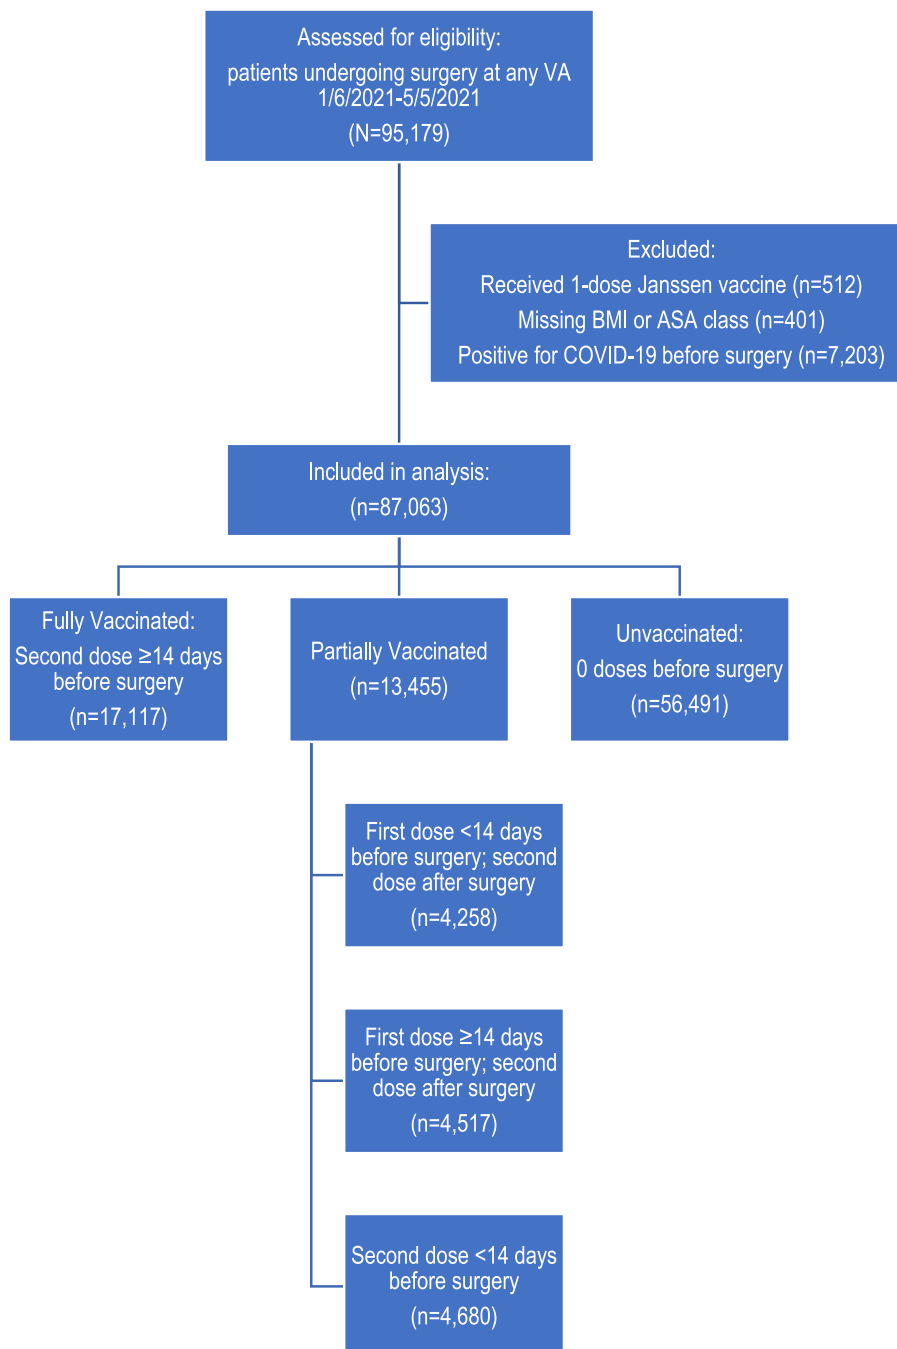 Assessed for eligibility:
patients undergoing surgery at any VA
1/6/2021-5/5/2021
(N=95,179)
Excluded:
Received 1-dose Janssen vaccine (n=512)
Missing BMI or ASA class (n=401)
Positive for COVID-19 before surgery (n=7,203)
Included in analysis:
(n=87,063)
Fully Vaccinated:
Second dose ≥14 days
before surgery
(n=17,117)
Partially Vaccinated
(n=13,455)
Unvaccinated:
0 doses before surgery
(n=56,491)
First dose <14 days
before surgery; second
dose after surgery
(n=4,258)
First dose ≥14 days
before surgery; second
dose after surgery
(n=4,517)
Second dose <14 days
before surgery
(n=4,680)